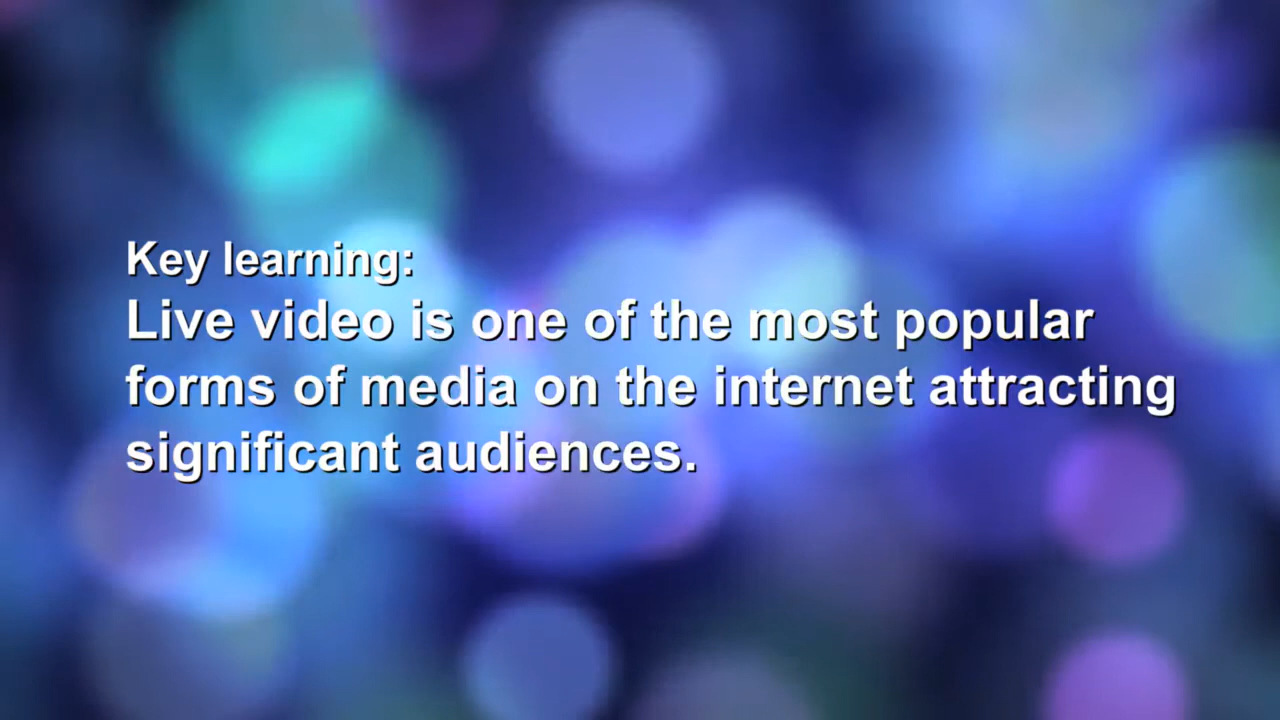 Key learning:
Live video is one of the most popular
forms of media on the internet attracting
significant audiences.